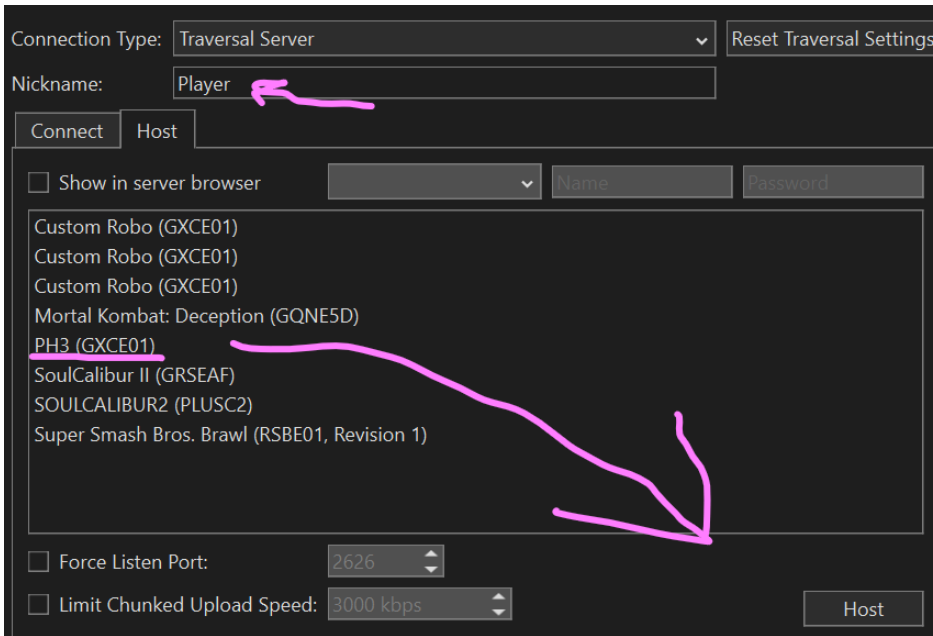 Connection Type: Traversal Server Reset Traversal Settings
Nickname: Player
Connect Host
Show in server browser Name Password
Custom Robo (GXCE01)
Custom Robo (GXCE01)
Custom Robo (GXCE01)
Mortal Kombat: Deception (GQNE5D)
PH3 (GXCE01)
SoulCalibur II (GRSEAF)
SOULCALIBUR2 (PLUSC2)
Super Smash Bros. Brawl (RSBE01, Revision 1)
Force Listen Port: 2626
Limit Chunked Upload Speed: 3000 kbps
Host